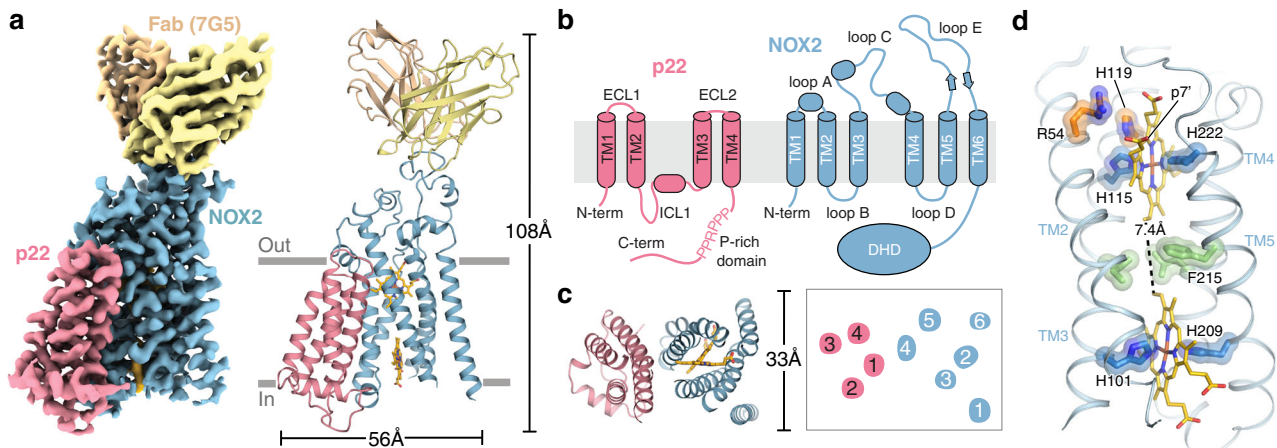 a
Fab (7G5)
NOX2
p22
Out
In
108Å
56Å
b
p22
NOX2
ECL1
ECL2
loop A
loop C
loop E
TM1
TM2
TM3
TM4
TM1
TM2
TM3
TM4
TM5
TM6
N-term
ICL1
C-term
PPRPPP
P-rich
domain
N-term
loop B
loop D
DHD
c
33Å
1
2
3
4
1
2
3
4
5
6
d
H119
p7'
R54
H222
TM4
H115
TM2
7.4Å
TM5
F215
TM3
H209
H101